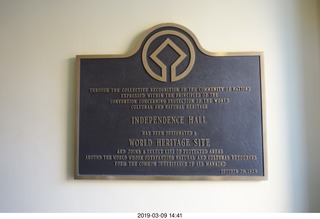 THROUGH THE COLLECTIVE RECOGNITION OF THE COMMUNITY OF NATIONS
EXPRESSED WITHIN THE PRINCIPLES OF THE
CONVENTION CONCERNING PROTECTION OF THE WORLD
CULTURAL AND NATURAL HERITAGE
INDEPENDENCE HALL
HAS BEEN DESIGNATED A
WORLD HERITAGE SITE
AND JOINS A SELECT LIST OF PROTECTED AREAS
AROUND THE WORLD WHOSE OUTSTANDING NATURAL AND CULTURAL RESOURCES
FORM THE COMMON INHERITANCE OF ALL MANKIND
OCTOBER 24, 1979
2019-03-09 14:41